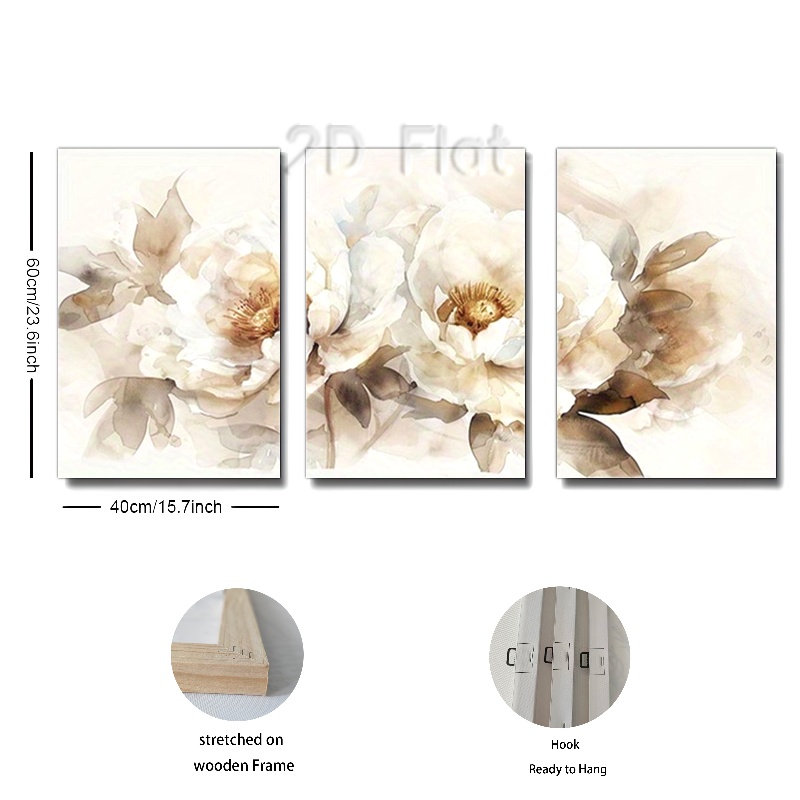 2D Flat
60cm/23.6inch
40cm/15.7inch
stretched on
wooden Frame
Hook
Ready to Hang